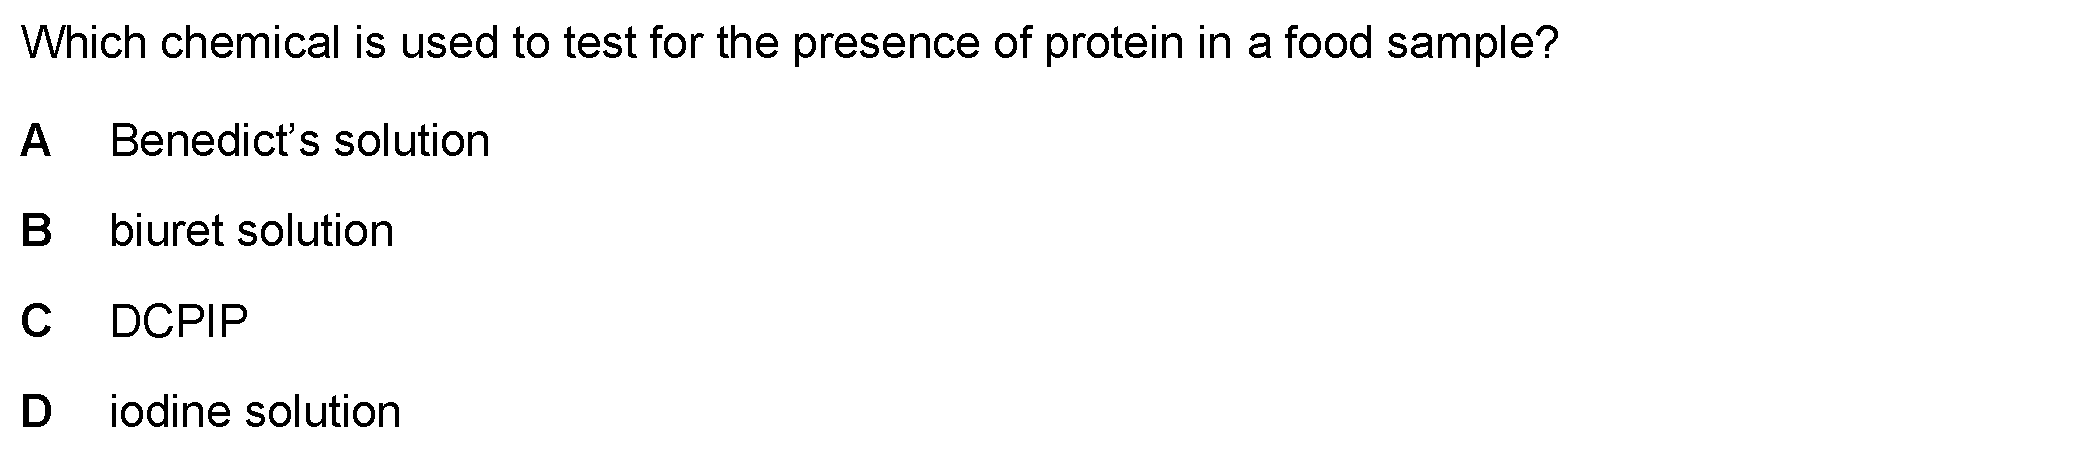 Which chemical is used to test for the presence of protein in a food sample?
A Benedict’s solution
B biuret solution
C DCPIP
D iodine solution